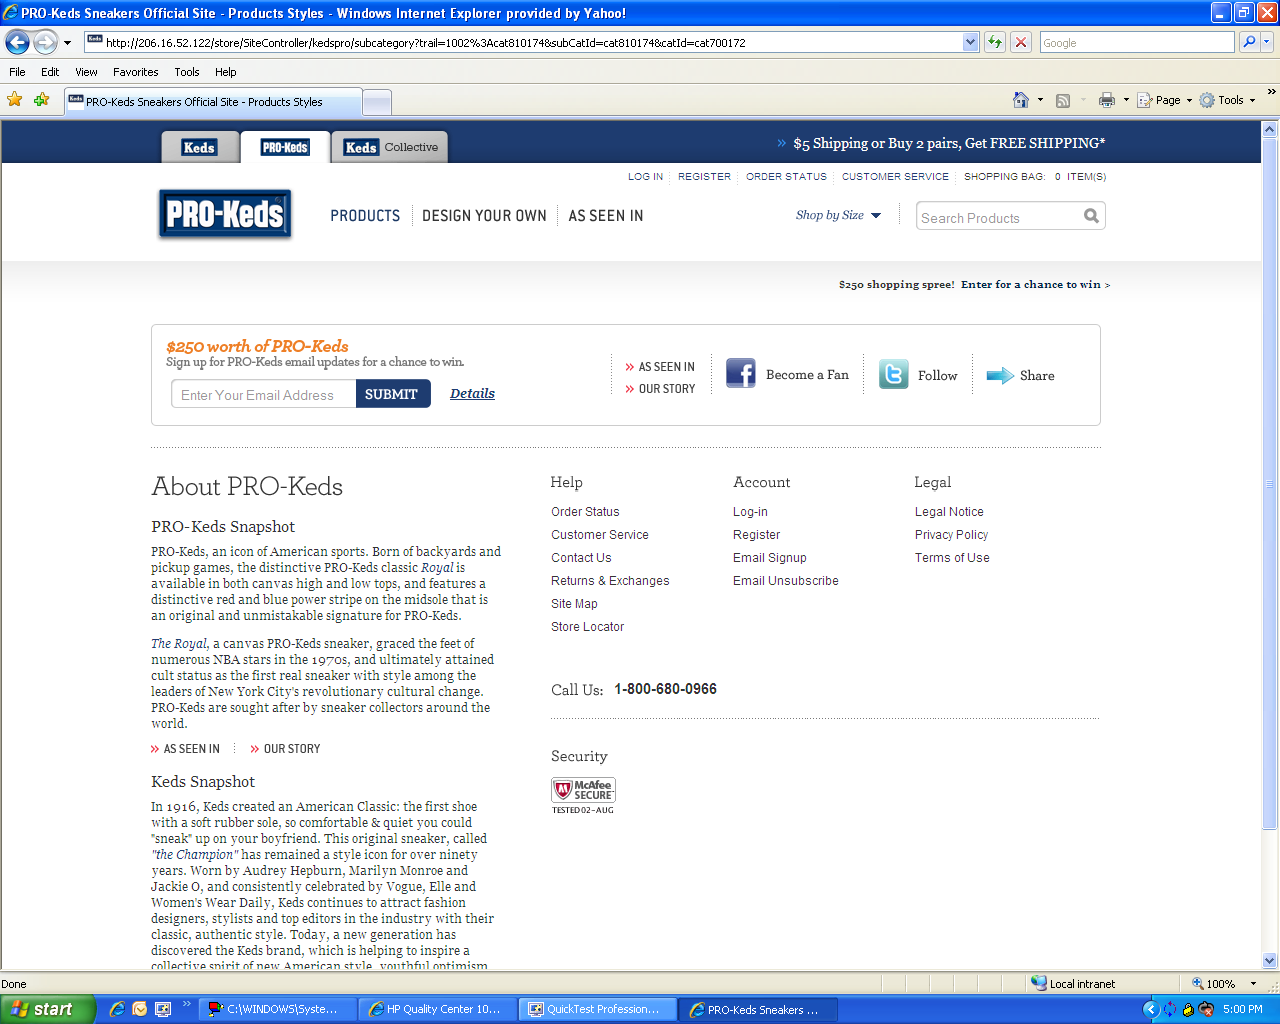 PRO-Keds Sneakers Official Site - Products Styles - Windows Internet Explorer provided by Yahoo!
http://206.16.52.122/store/SiteController/kedspro/subcategory?trail=1002%3Acat810174&subCatId=cat810174&catId=cat700172
Google
File Edit View Favorites Tools Help
PRO-Keds Sneakers Official Site - Products Styles
Page Tools
Keds PRO-Keds Keds Collective
» $5 Shipping or Buy 2 pairs, Get FREE SHIPPING*
LOG IN REGISTER ORDER STATUS CUSTOMER SERVICE SHOPPING BAG: 0 ITEM(S)
PRO-Keds
PRODUCTS DESIGN YOUR OWN AS SEEN IN
Shop by Size
Search Products
$250 shopping spree! Enter for a chance to win >
$250 worth of PRO-Keds
Sign up for PRO-Keds email updates for a chance to win.
Enter Your Email Address SUBMIT Details
» AS SEEN IN
» OUR STORY
Become a Fan
Follow
Share
About PRO-Keds
PRO-Keds Snapshot
PRO-Keds, an icon of American sports. Born of backyards and
pickup games, the distinctive PRO-Keds classic Royal is
available in both canvas high and low tops, and features a
distinctive red and blue power stripe on the midsole that is
an original and unmistakable signature for PRO-Keds.
The Royal, a canvas PRO-Keds sneaker, graced the feet of
numerous NBA stars in the 1970s, and ultimately attained
cult status as the first real sneaker with style among the
leaders of New York City's revolutionary cultural change.
PRO-Keds are sought after by sneaker collectors around the
world.
» AS SEEN IN » OUR STORY
Keds Snapshot
In 1916, Keds created an American Classic: the first shoe
with a soft rubber sole, so comfortable & quiet you could
"sneak" up on your boyfriend. This original sneaker, called
"the Champion" has remained a style icon for over ninety
years. Worn by Audrey Hepburn, Marilyn Monroe and
Jackie O, and consistently celebrated by Vogue, Elle and
Women's Wear Daily, Keds continues to attract fashion
designers, stylists and top editors in the industry with their
classic, authentic style. Today, a new generation has
discovered the Keds brand, which is helping to inspire a
collective spirit of new American style, youthful optimism
Help
Order Status
Customer Service
Contact Us
Returns & Exchanges
Site Map
Store Locator
Account
Log-in
Register
Email Signup
Email Unsubscribe
Legal
Legal Notice
Privacy Policy
Terms of Use
Call Us: 1-800-680-0966
Security
McAfee
SECURE
TESTED 02-AUG
Done
Local intranet
100%
start
C:\WINDOWS\Syste...
HP Quality Center 10...
QuickTest Profession...
PRO-Keds Sneakers ...
5:00 PM